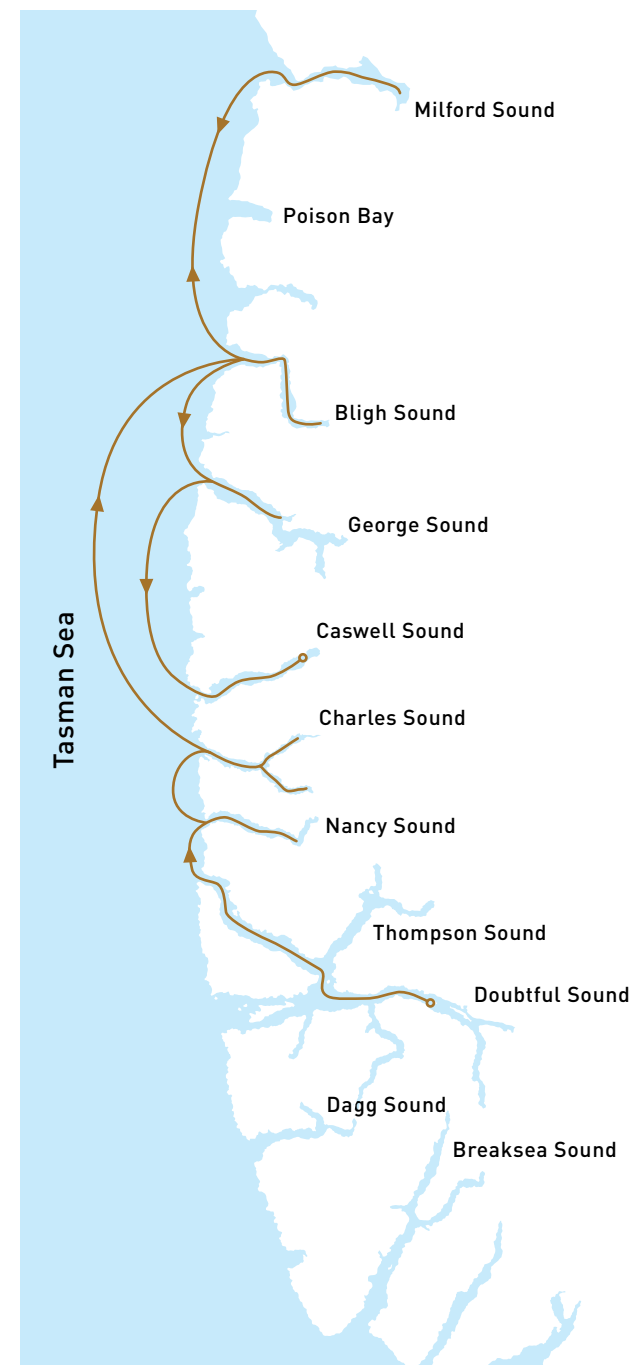 Milford Sound
Poison Bay
Bligh Sound
George Sound
Caswell Sound
Tasman Sea
Charles Sound
Nancy Sound
Thompson Sound
Doubtful Sound
Dagg Sound
Breaksea Sound